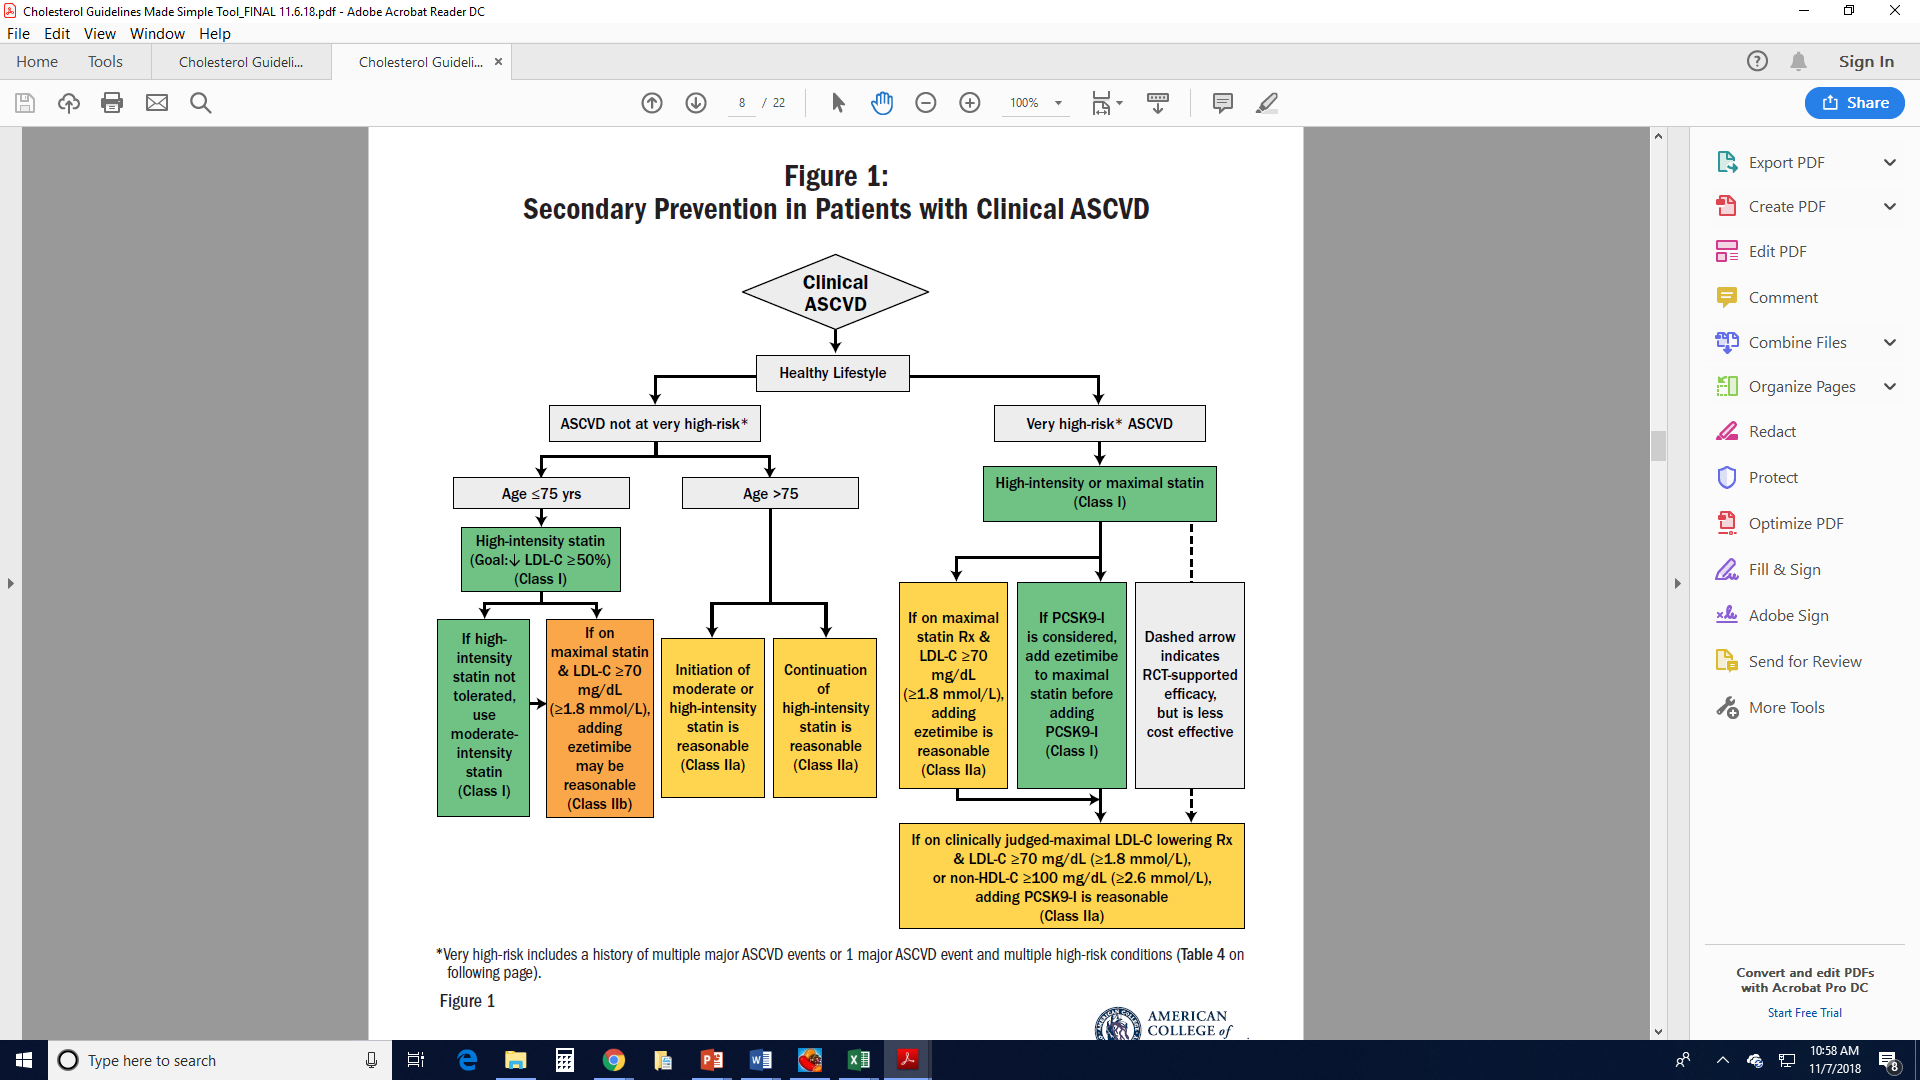 Cholesterol Guidelines Made Simple Tool_FINAL 11.6.18.pdf - Adobe Acrobat Reader DC
File Edit View Window Help
Home Tools Cholesterol Guideli... Cholesterol Guideli... ×
Sign In
8 / 22 100%
Share
Figure 1:
Secondary Prevention in Patients with Clinical ASCVD
Clinical
ASCVD
Healthy Lifestyle
ASCVD not at very high-risk*
Very high-risk* ASCVD
Age ≤75 yrs
Age >75
High-intensity or maximal statin
(Class I)
High-intensity statin
(Goal:↓ LDL-C ≥50%)
(Class I)
If high-
intensity
statin not
tolerated,
use
moderate-
intensity
statin
(Class I)
If on
maximal statin
& LDL-C ≥70
mg/dL
(≥1.8 mmol/L),
adding
ezetimibe
may be
reasonable
(Class IIb)
Initiation of
moderate or
high-intensity
statin is
reasonable
(Class IIa)
Continuation
of
high-intensity
statin is
reasonable
(Class IIa)
If on maximal
statin Rx &
LDL-C ≥70
mg/dL
(≥1.8 mmol/L),
adding
ezetimibe is
reasonable
(Class IIa)
If PCSK9-I
is considered,
add ezetimibe
to maximal
statin before
adding
PCSK9-I
(Class I)
Dashed arrow
indicates
RCT-supported
efficacy,
but is less
cost effective
If on clinically judged-maximal LDL-C lowering Rx
& LDL-C ≥70 mg/dL (≥1.8 mmol/L),
or non-HDL-C ≥100 mg/dL (≥2.6 mmol/L),
adding PCSK9-I is reasonable
(Class IIa)
*Very high-risk includes a history of multiple major ASCVD events or 1 major ASCVD event and multiple high-risk conditions (Table 4 on
following page).
Figure 1
AMERICAN
COLLEGE of
Export PDF
Create PDF
Edit PDF
Comment
Combine Files
Organize Pages
Redact
Protect
Optimize PDF
Fill & Sign
Adobe Sign
Send for Review
More Tools
Convert and edit PDFs
with Acrobat Pro DC
Start Free Trial
Type here to search
10:58 AM
11/7/2018
8